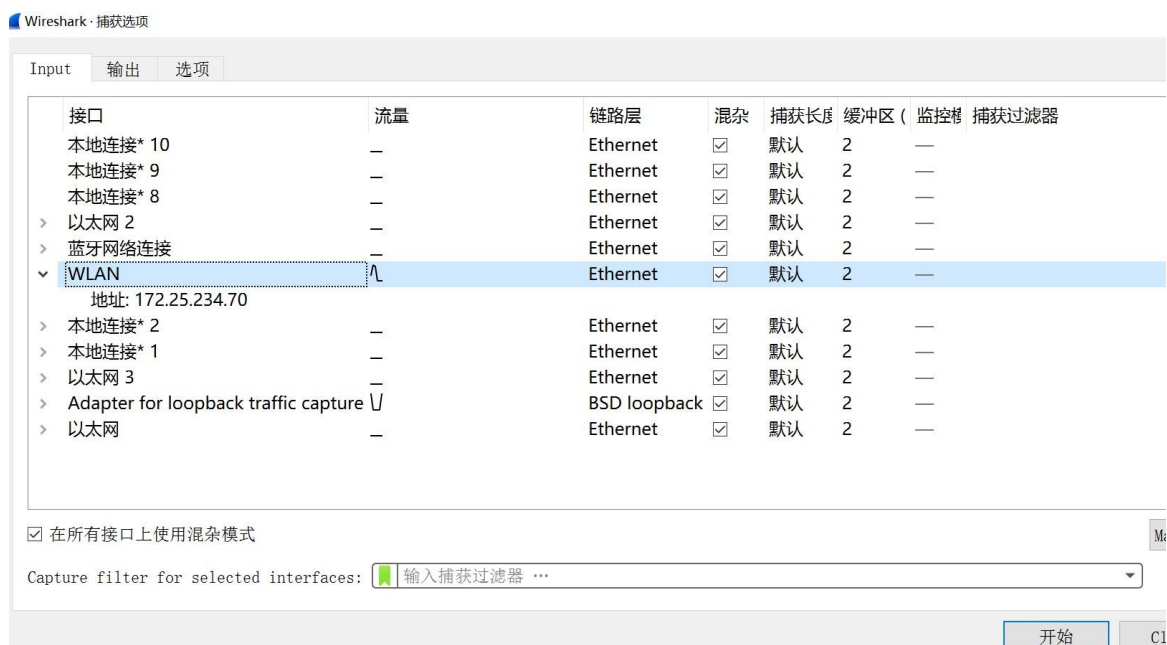 Wireshark · 捕获选项
Input 输出 选项
接口 流量 链路层 混杂 捕获长度 缓冲区 ( 监控模 捕获过滤器
本地连接* 10 Ethernet 默认 2 —
本地连接* 9 Ethernet 默认 2 —
本地连接* 8 Ethernet 默认 2 —
以太网 2 Ethernet 默认 2 —
蓝牙网络连接 Ethernet 默认 2 —
WLAN Ethernet 默认 2 —
地址: 172.25.234.70
本地连接* 2 Ethernet 默认 2 —
本地连接* 1 Ethernet 默认 2 —
以太网 3 Ethernet 默认 2 —
Adapter for loopback traffic capture BSD loopback 默认 2 —
以太网 Ethernet 默认 2 —
在所有接口上使用混杂模式 Ma
Capture filter for selected interfaces: 输入捕获过滤器 …
开始 Cl